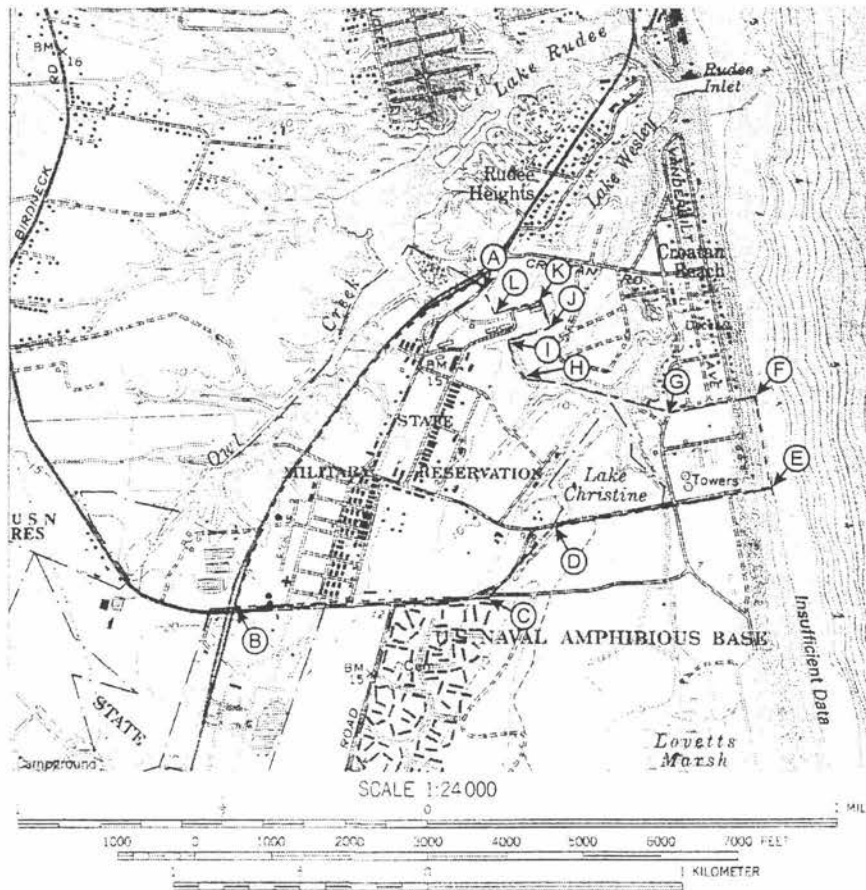 BM
16
RD
BIRDNECK
Lake Rudee
Rudee
Inlet
Rudee
Heights
Lake Wesley
VANDERBILT
AVE
Croatan
Beach
CROATAN
RD
A
K
L
J
I
H
G
F
E
D
C
B
Owl Creek
BM
15
STATE
MILITARY RESERVATION
Lake
Christine
Towers
U S N
RES
U S NAVAL AMPHIBIOUS BASE
Insufficient Data
STATE
BM
15
Cem
ROAD
Lovetts
Marsh
SCALE 1:24 000
0
1000 0 1000 2000 3000 4000 5000 6000 7000 FEET
1 0 1 KILOMETER